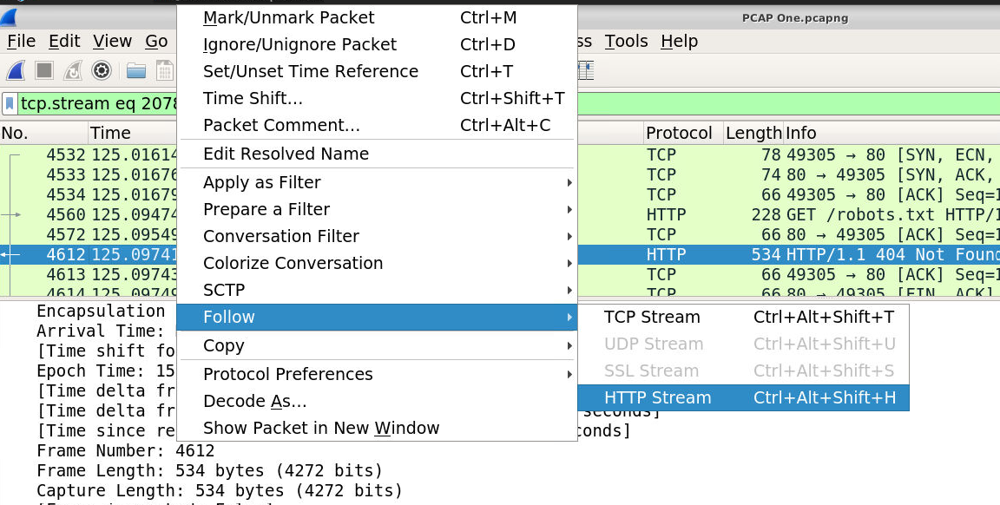 PCAP One.pcapng
File Edit View Go ss Tools Help
tcp.stream eq 2078
No. Time Protocol Length Info
4532 125.01614 TCP 78 49305 → 80 [SYN, ECN,
4533 125.01676 TCP 74 80 → 49305 [SYN, ACK,
4534 125.01679 TCP 66 49305 → 80 [ACK] Seq=1
4560 125.09474 HTTP 228 GET /robots.txt HTTP/1
4572 125.09549 TCP 66 80 → 49305 [ACK] Seq=1
4612 125.09741 HTTP 534 HTTP/1.1 404 Not Found
4613 125.09743 TCP 66 49305 → 80 [ACK] Seq=1
4614 125.09749 TCP 66 80 → 49305 [FIN, ACK]
Mark/Unmark Packet Ctrl+M
Ignore/Unignore Packet Ctrl+D
Set/Unset Time Reference Ctrl+T
Time Shift... Ctrl+Shift+T
Packet Comment... Ctrl+Alt+C
Edit Resolved Name
Apply as Filter
Prepare a Filter
Conversation Filter
Colorize Conversation
SCTP
Follow
Copy
Protocol Preferences
Decode As...
Show Packet in New Window
TCP Stream Ctrl+Alt+Shift+T
UDP Stream Ctrl+Alt+Shift+U
SSL Stream Ctrl+Alt+Shift+S
HTTP Stream Ctrl+Alt+Shift+H
Encapsulation
Arrival Time:
[Time shift fo
Epoch Time: 15
[Time delta fr
[Time delta fr seconds]
[Time since re conds]
Frame Number: 4612
Frame Length: 534 bytes (4272 bits)
Capture Length: 534 bytes (4272 bits)